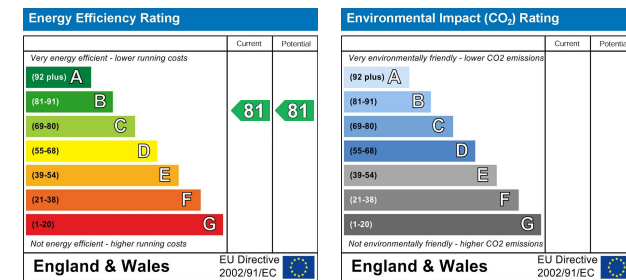 Energy Efficiency Rating
Current Potential
Very energy efficient - lower running costs
(92 plus) A
(81-91) B
81 81
(69-80) C
(55-68) D
(39-54) E
(21-38) F
(1-20) G
Not energy efficient - higher running costs
England & Wales
EU Directive
2002/91/EC
Environmental Impact (CO2) Rating
Current Potential
Very environmentally friendly - lower CO2 emissions
(92 plus) A
(81-91) B
(69-80) C
(55-68) D
(39-54) E
(21-38) F
(1-20) G
Not environmentally friendly - higher CO2 emissions
England & Wales
EU Directive
2002/91/EC